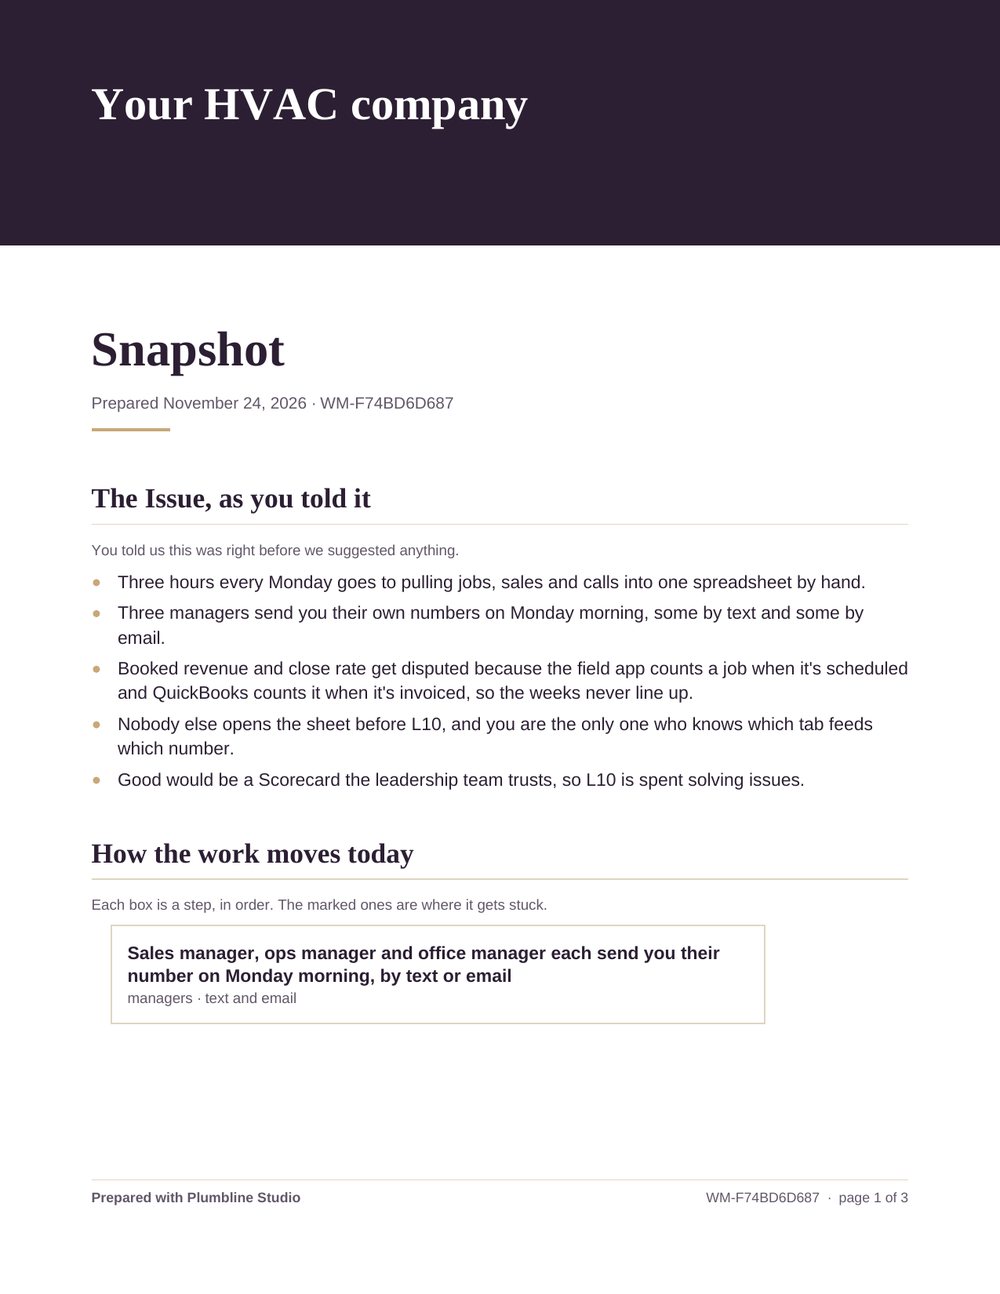 Your HVAC company
Snapshot
Prepared November 24, 2026 · WM-F74BD6D687
The Issue, as you told it
You told us this was right before we suggested anything.
● Three hours every Monday goes to pulling jobs, sales and calls into one spreadsheet by hand.
● Three managers send you their own numbers on Monday morning, some by text and some by
email.
● Booked revenue and close rate get disputed because the field app counts a job when it's scheduled
and QuickBooks counts it when it's invoiced, so the weeks never line up.
● Nobody else opens the sheet before L10, and you are the only one who knows which tab feeds
which number.
● Good would be a Scorecard the leadership team trusts, so L10 is spent solving issues.
How the work moves today
Each box is a step, in order. The marked ones are where it gets stuck.
Sales manager, ops manager and office manager each send you their
number on Monday morning, by text or email
managers · text and email
Prepared with Plumbline Studio
WM-F74BD6D687 · page 1 of 3